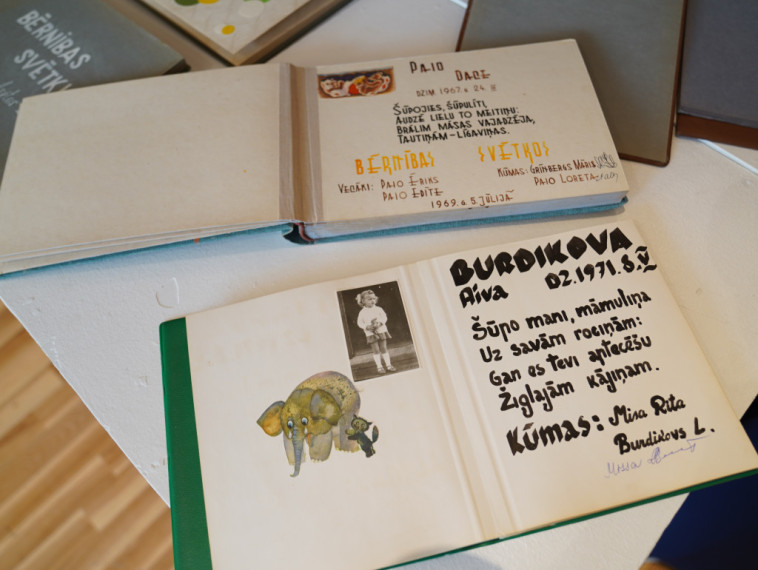 BĒRNĪBAS
SVĒTKI
PAIO
DACE
DZIM. 1967.g. 24. II
ŠŪPOJIES, ŠŪPULĪTI,
AUDZĒ LIELU TO MEITIŅU:
BRĀLIM MĀSAS VAJADZĒJA,
TAUTIŅĀM-LĪGAVIŅAS.
BĒRNĪBAS SVĒTKOS
VECĀKI: PAIO ĒRIKS
PAIO EDĪTE
KŪMAS: GRĪNBERGS MĀRIS
PAIO LORETA
1969.g. 5. JŪLIJĀ
BURDIKOVA
Aiva DZ. 1971. 8. V
Šūpo mani, māmuliņa
Uz savām rociņām:
Gan es tevi aptecēšu
Žiglajām kājiņam.
Kūmas: Misa Rita
Burdikovs L.